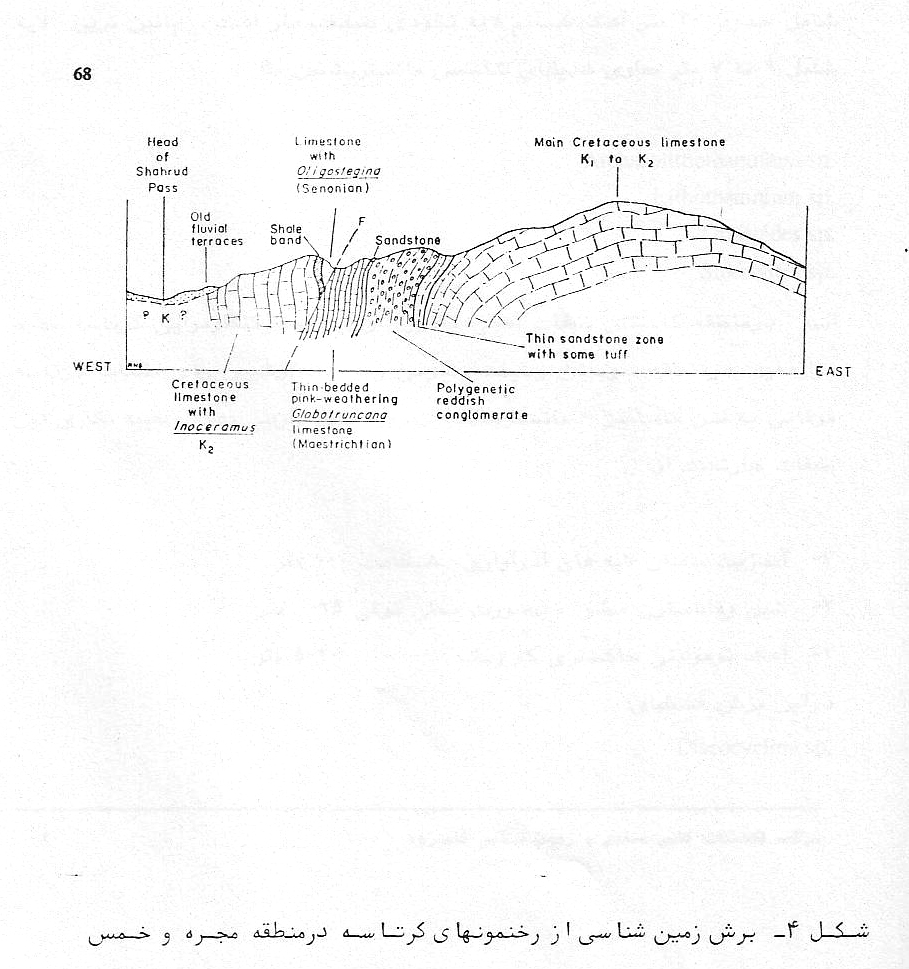 68
Head
of
Shahrud
Pass
Old
fluvial
terraces
Limestone
with
Oligostegina
(Senonian)
Shale
band
F
Sandstone
Main Cretaceous limestone
K₁ to K₂
? K ?
WEST
EAST
Thin sandstone zone
with some tuff
Cretaceous
limestone
with
Inoceramus
K₂
Thin-bedded
pink-weathering
Globotruncana
limestone
(Maestrichtian)
Polygenetic
reddish
conglomerate
شکل ۴ـ برش زمین شناسی از رخنمونهای کرتاسه درمنطقه مجره و خمس